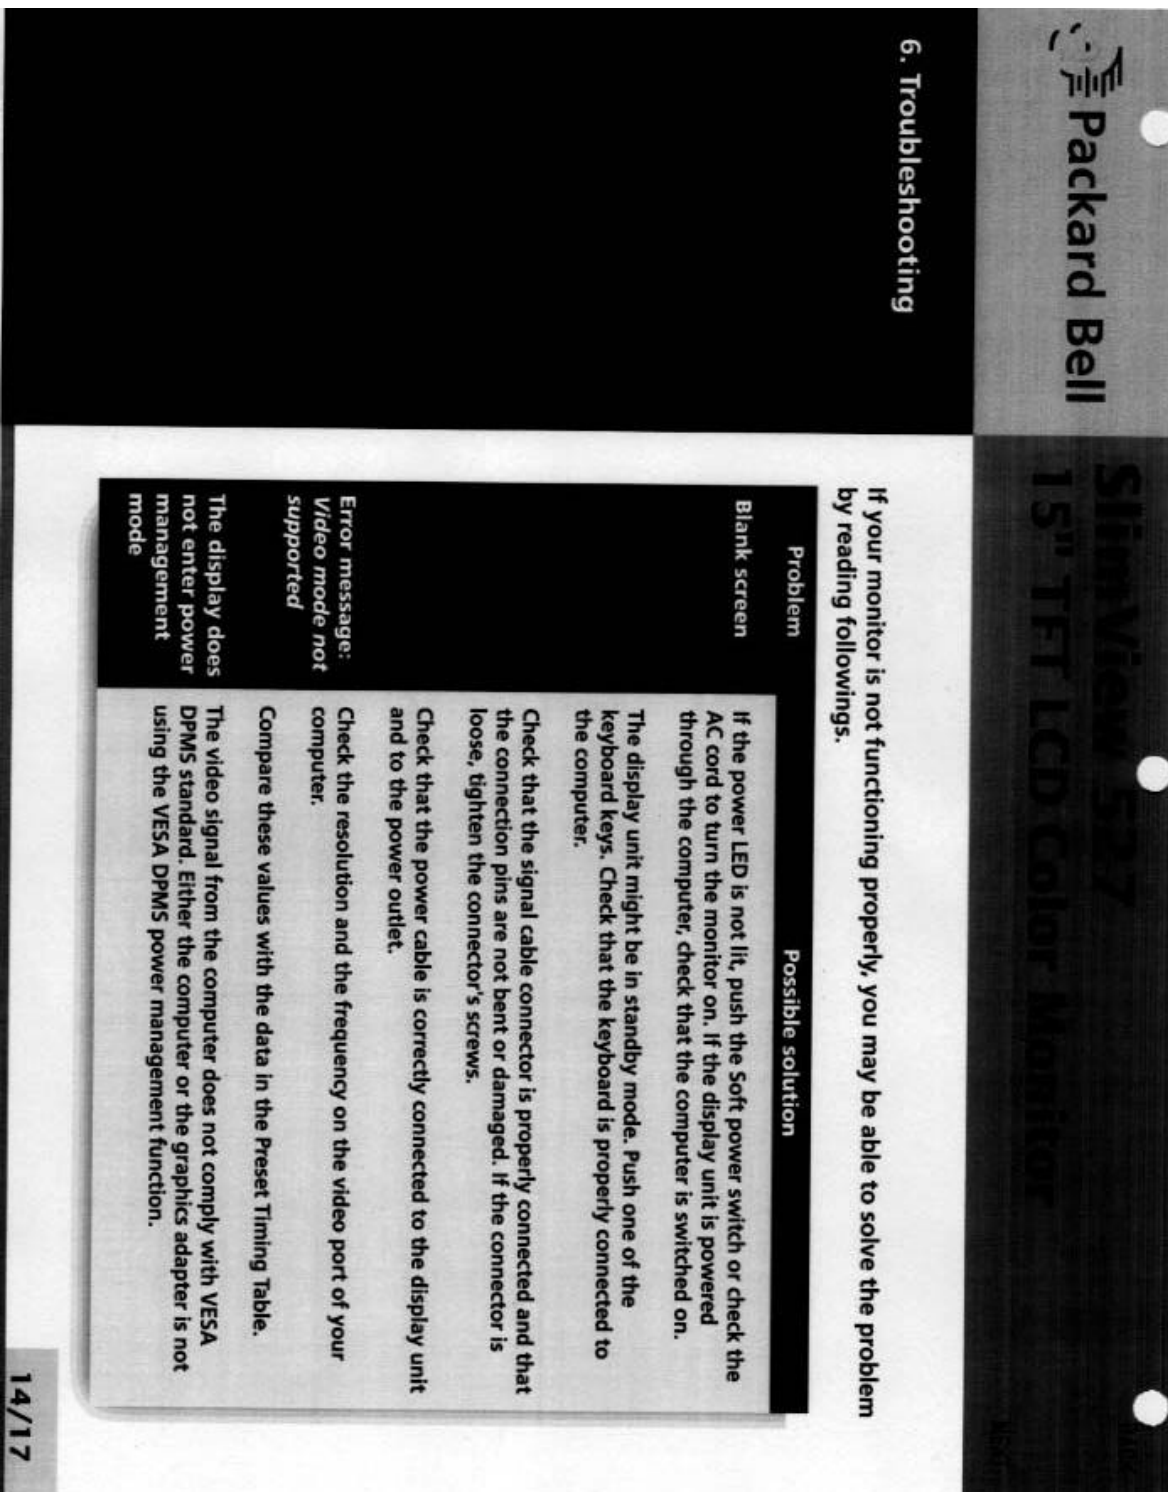 Packard Bell
SlimView 527
15" TFT LCD Color Monitor
6. Troubleshooting
If your monitor is not functioning properly, you may be able to solve the problem
by reading followings.
Problem
Possible solution
Blank screen
If the power LED is not lit, push the Soft power switch or check the
AC cord to turn the monitor on. If the display unit is powered
through the computer, check that the computer is switched on.
The display unit might be in standby mode. Push one of the
keyboard keys. Check that the keyboard is properly connected to
the computer.
Check that the signal cable connector is properly connected and that
the connection pins are not bent or damaged. If the connector is
loose, tighten the connector's screws.
Check that the power cable is correctly connected to the display unit
and to the power outlet.
Error message:
Video mode not
supported
Check the resolution and the frequency on the video port of your
computer.
Compare these values with the data in the Preset Timing Table.
The display does
not enter power
management
mode
The video signal from the computer does not comply with VESA
DPMS standard. Either the computer or the graphics adapter is not
using the VESA DPMS power management function.
14/17